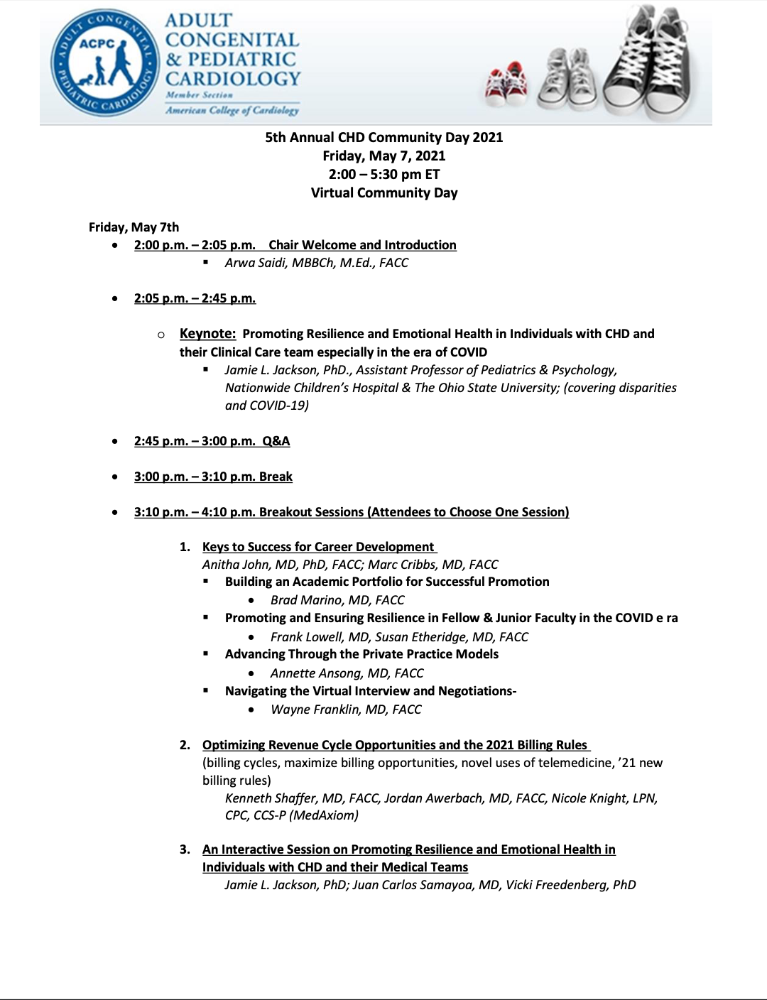 ADULT CONGENITAL
PEDIATRIC CARDIOLOGY
ACPC
ADULT
CONGENITAL
& PEDIATRIC
CARDIOLOGY
Member Section
American College of Cardiology
5th Annual CHD Community Day 2021
Friday, May 7, 2021
2:00 – 5:30 pm ET
Virtual Community Day
Friday, May 7th
• 2:00 p.m. – 2:05 p.m. Chair Welcome and Introduction
▪ Arwa Saidi, MBBCh, M.Ed., FACC
• 2:05 p.m. – 2:45 p.m.
o Keynote: Promoting Resilience and Emotional Health in Individuals with CHD and
their Clinical Care team especially in the era of COVID
▪ Jamie L. Jackson, PhD., Assistant Professor of Pediatrics & Psychology,
Nationwide Children’s Hospital & The Ohio State University; (covering disparities
and COVID-19)
• 2:45 p.m. – 3:00 p.m. Q&A
• 3:00 p.m. – 3:10 p.m. Break
• 3:10 p.m. – 4:10 p.m. Breakout Sessions (Attendees to Choose One Session)
1. Keys to Success for Career Development
Anitha John, MD, PhD, FACC; Marc Cribbs, MD, FACC
▪ Building an Academic Portfolio for Successful Promotion
• Brad Marino, MD, FACC
▪ Promoting and Ensuring Resilience in Fellow & Junior Faculty in the COVID e ra
• Frank Lowell, MD, Susan Etheridge, MD, FACC
▪ Advancing Through the Private Practice Models
• Annette Ansong, MD, FACC
▪ Navigating the Virtual Interview and Negotiations-
• Wayne Franklin, MD, FACC
2. Optimizing Revenue Cycle Opportunities and the 2021 Billing Rules
(billing cycles, maximize billing opportunities, novel uses of telemedicine, ’21 new
billing rules)
Kenneth Shaffer, MD, FACC, Jordan Awerbach, MD, FACC, Nicole Knight, LPN,
CPC, CCS-P (MedAxiom)
3. An Interactive Session on Promoting Resilience and Emotional Health in
Individuals with CHD and their Medical Teams
Jamie L. Jackson, PhD; Juan Carlos Samayoa, MD, Vicki Freedenberg, PhD